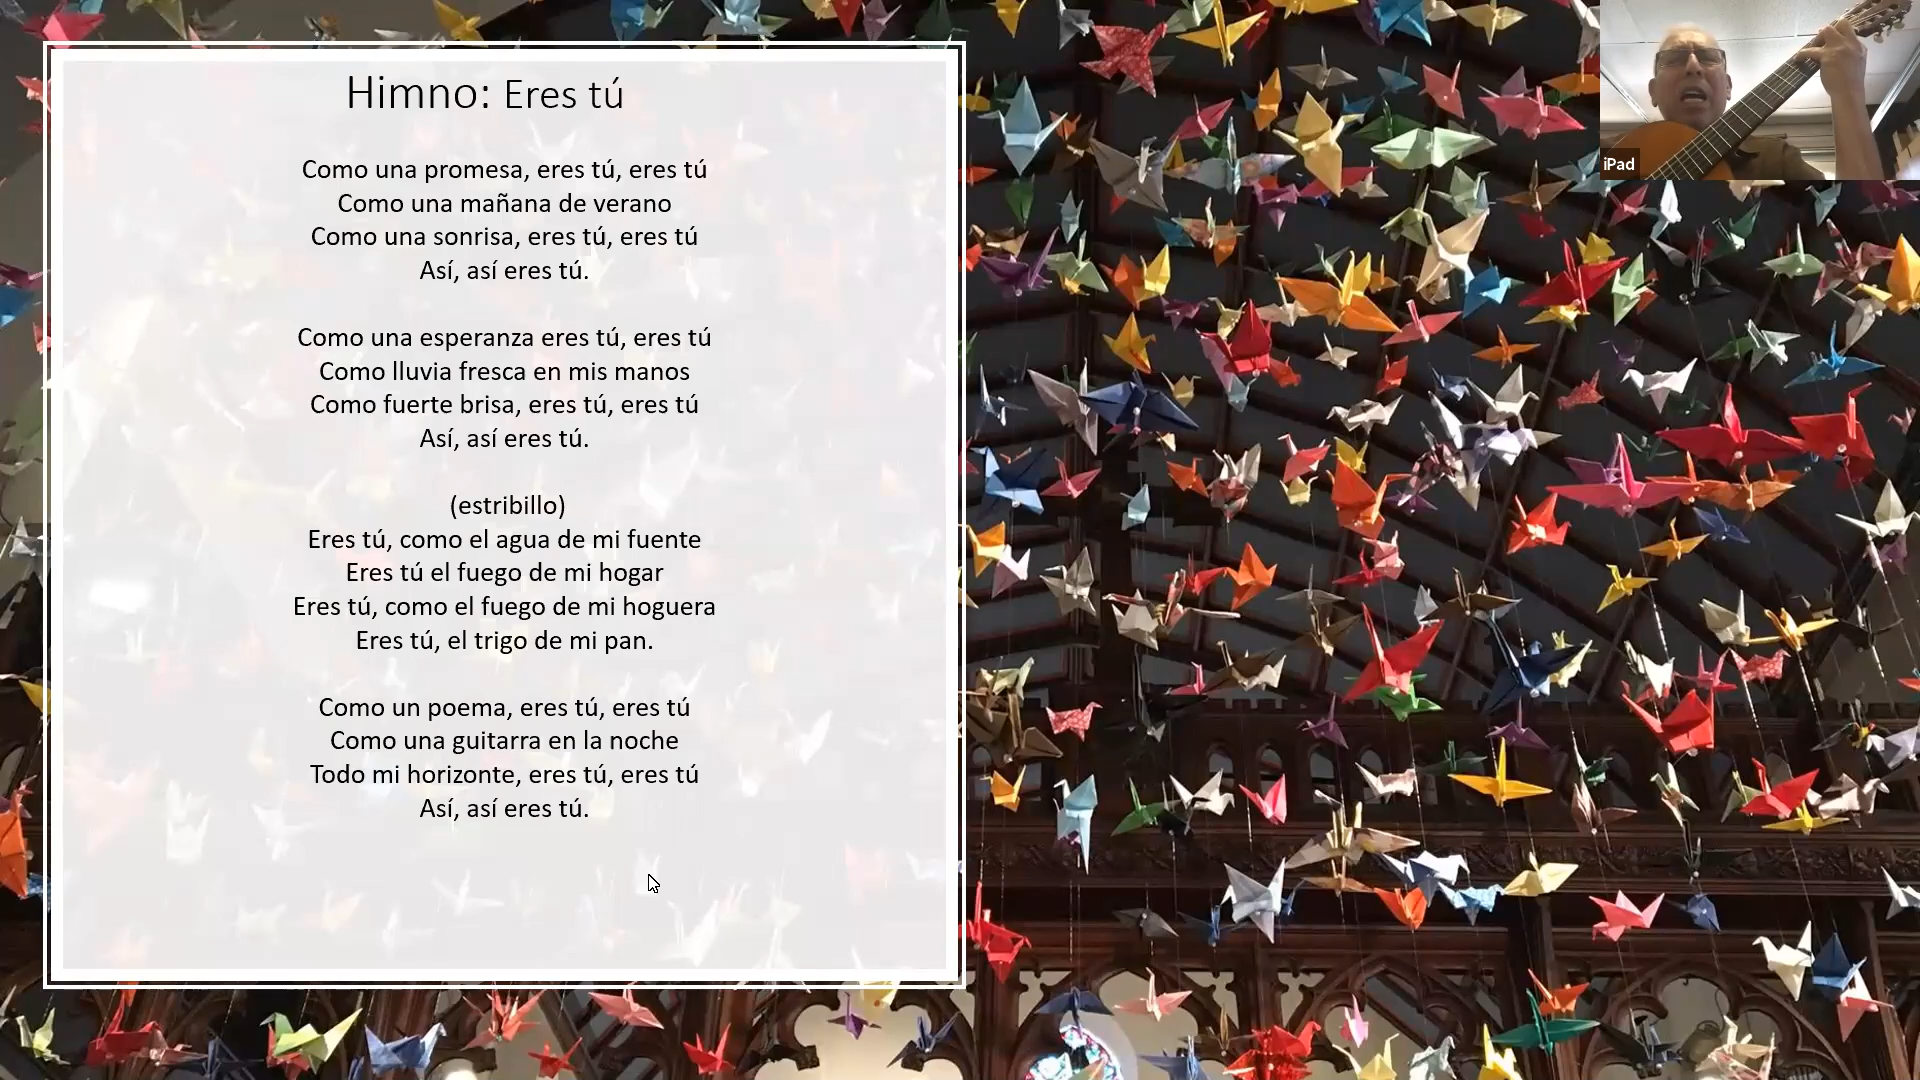 Himno: Eres tú
Como una promesa, eres tú, eres tú
Como una mañana de verano
Como una sonrisa, eres tú, eres tú
Así, así eres tú.
Como una esperanza eres tú, eres tú
Como lluvia fresca en mis manos
Como fuerte brisa, eres tú, eres tú
Así, así eres tú.
(estribillo)
Eres tú, como el agua de mi fuente
Eres tú el fuego de mi hogar
Eres tú, como el fuego de mi hoguera
Eres tú, el trigo de mi pan.
Como un poema, eres tú, eres tú
Como una guitarra en la noche
Todo mi horizonte, eres tú, eres tú
Así, así eres tú.
iPad